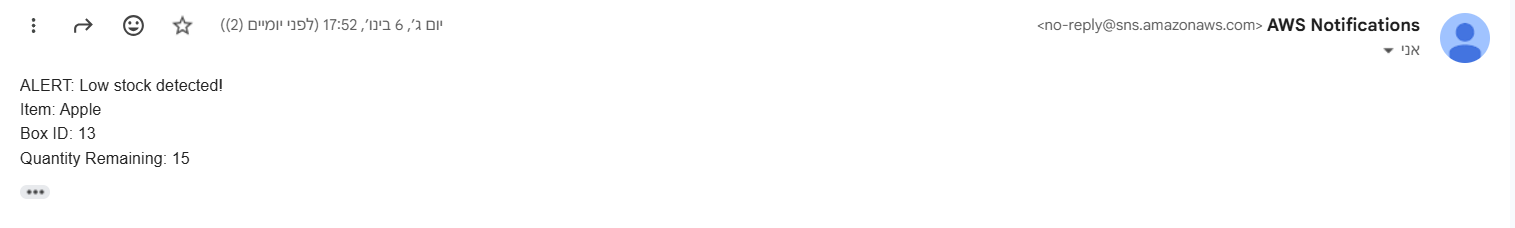 AWS Notifications <no-reply@sns.amazonaws.com>
יום ג׳, 6 בינו׳, 17:52 (לפני יומיים (2))
אני
ALERT: Low stock detected!
Item: Apple
Box ID: 13
Quantity Remaining: 15